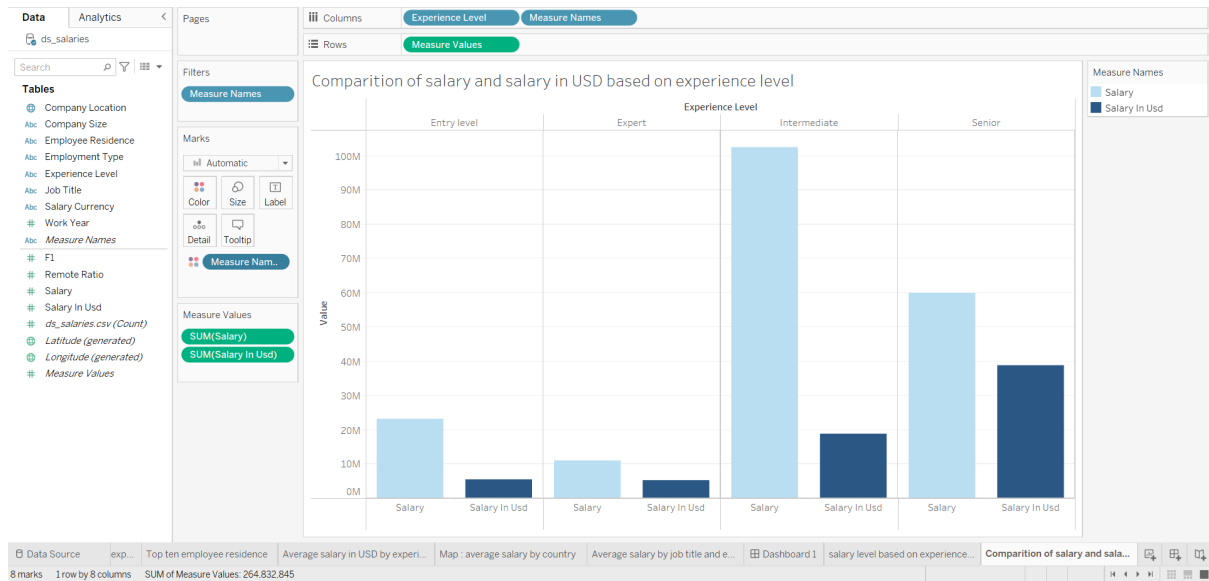 Data
Analytics
Pages
Columns
Experience Level
Measure Names
ds_salaries
Rows
Measure Values
Search
Tables
Company Location
Abc Company Size
Abc Employee Residence
Abc Employment Type
Abc Experience Level
Abc Job Title
Abc Salary Currency
# Work Year
Abc Measure Names
# F1
# Remote Ratio
# Salary
# Salary In Usd
# ds_salaries.csv (Count)
Latitude (generated)
Longitude (generated)
# Measure Values
Filters
Measure Names
Marks
Automatic
Color
Size
Label
Detail
Tooltip
Measure Nam..
Measure Values
SUM(Salary)
SUM(Salary In Usd)
Comparition of salary and salary in USD based on experience level
Experience Level
Entry level
Expert
Intermediate
Senior
Value
100M
90M
80M
70M
60M
50M
40M
30M
20M
10M
0M
Salary
Salary In Usd
Salary
Salary In Usd
Salary
Salary In Usd
Salary
Salary In Usd
Measure Names
Salary
Salary In Usd
Data Source
exp...
Top ten employee residence
Average salary in USD by experi...
Map : average salary by country
Average salary by job title and e...
Dashboard 1
salary level based on experience...
Comparition of salary and sala...
8 marks
1 row by 8 columns
SUM of Measure Values: 264,832,845